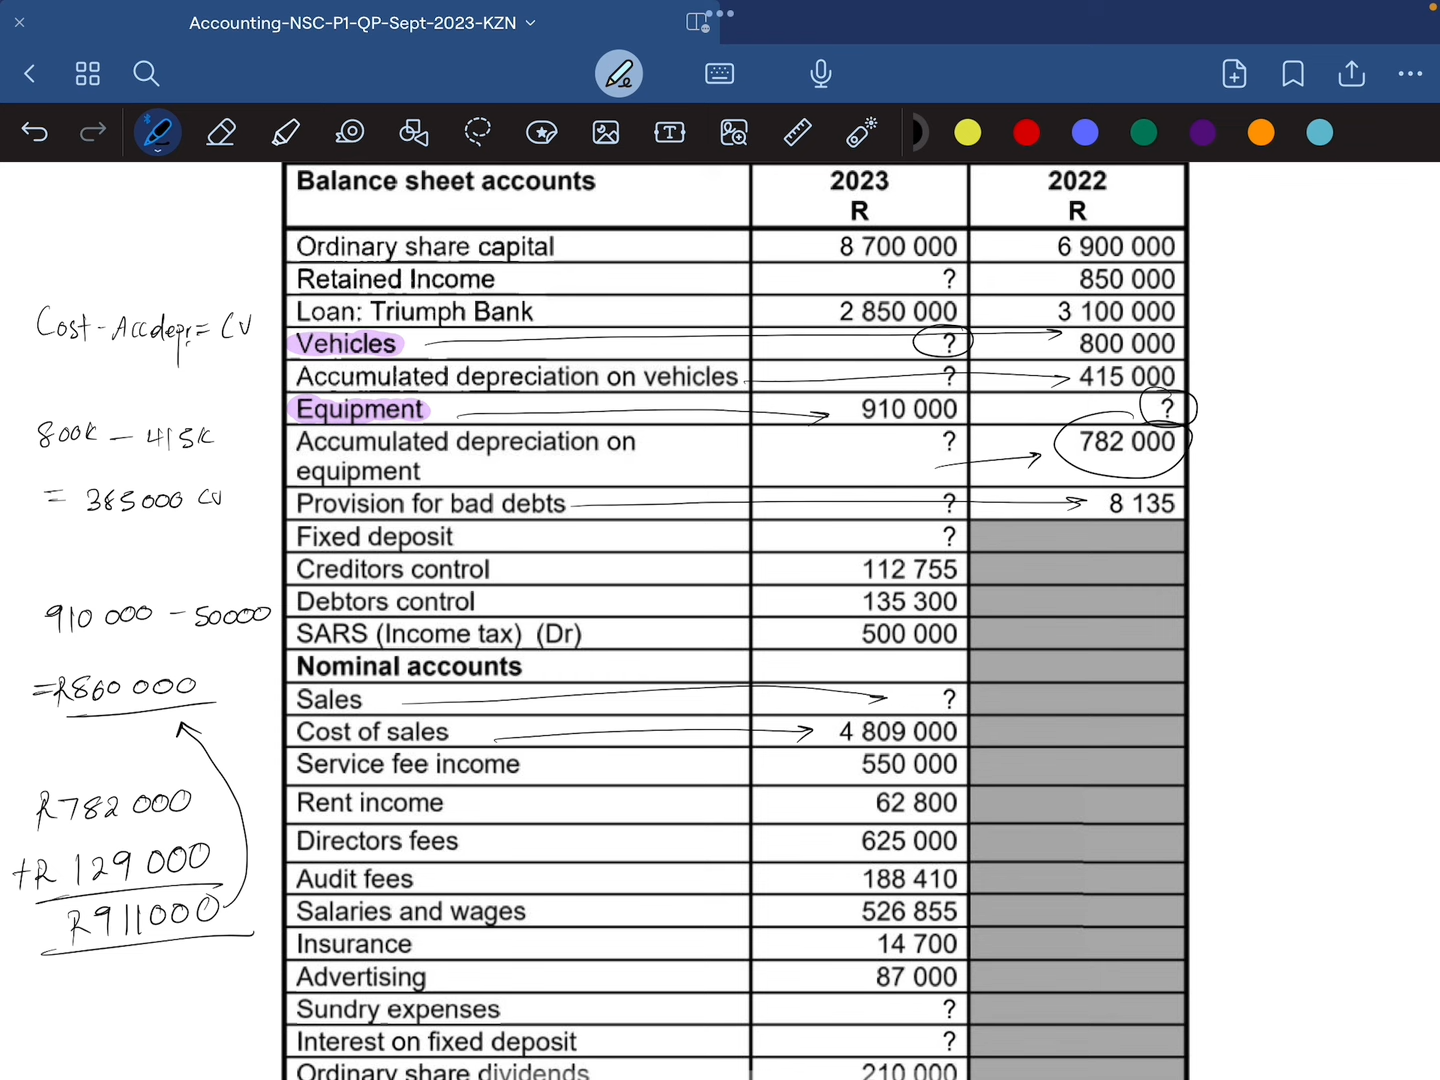 Accounting-NSC-P1-QP-Sept-2023-KZN
Balance sheet accounts 2023 R 2022 R
Ordinary share capital 8 700 000 6 900 000
Retained Income ? 850 000
Loan: Triumph Bank 2 850 000 3 100 000
Vehicles ? 800 000
Accumulated depreciation on vehicles ? 415 000
Equipment 910 000 ?
Accumulated depreciation on equipment ? 782 000
Provision for bad debts ? 8 135
Fixed deposit ?
Creditors control 112 755
Debtors control 135 300
SARS (Income tax) (Dr) 500 000
Nominal accounts
Sales ?
Cost of sales 4 809 000
Service fee income 550 000
Rent income 62 800
Directors fees 625 000
Audit fees 188 410
Salaries and wages 526 855
Insurance 14 700
Advertising 87 000
Sundry expenses ?
Interest on fixed deposit ?
Ordinary share dividends 210 000
Cost - Accdepr. = CV
800k - 415k
= 385000 CV
910 000 - 50000
=R860 000
R782 000
+R 129 000
R911000